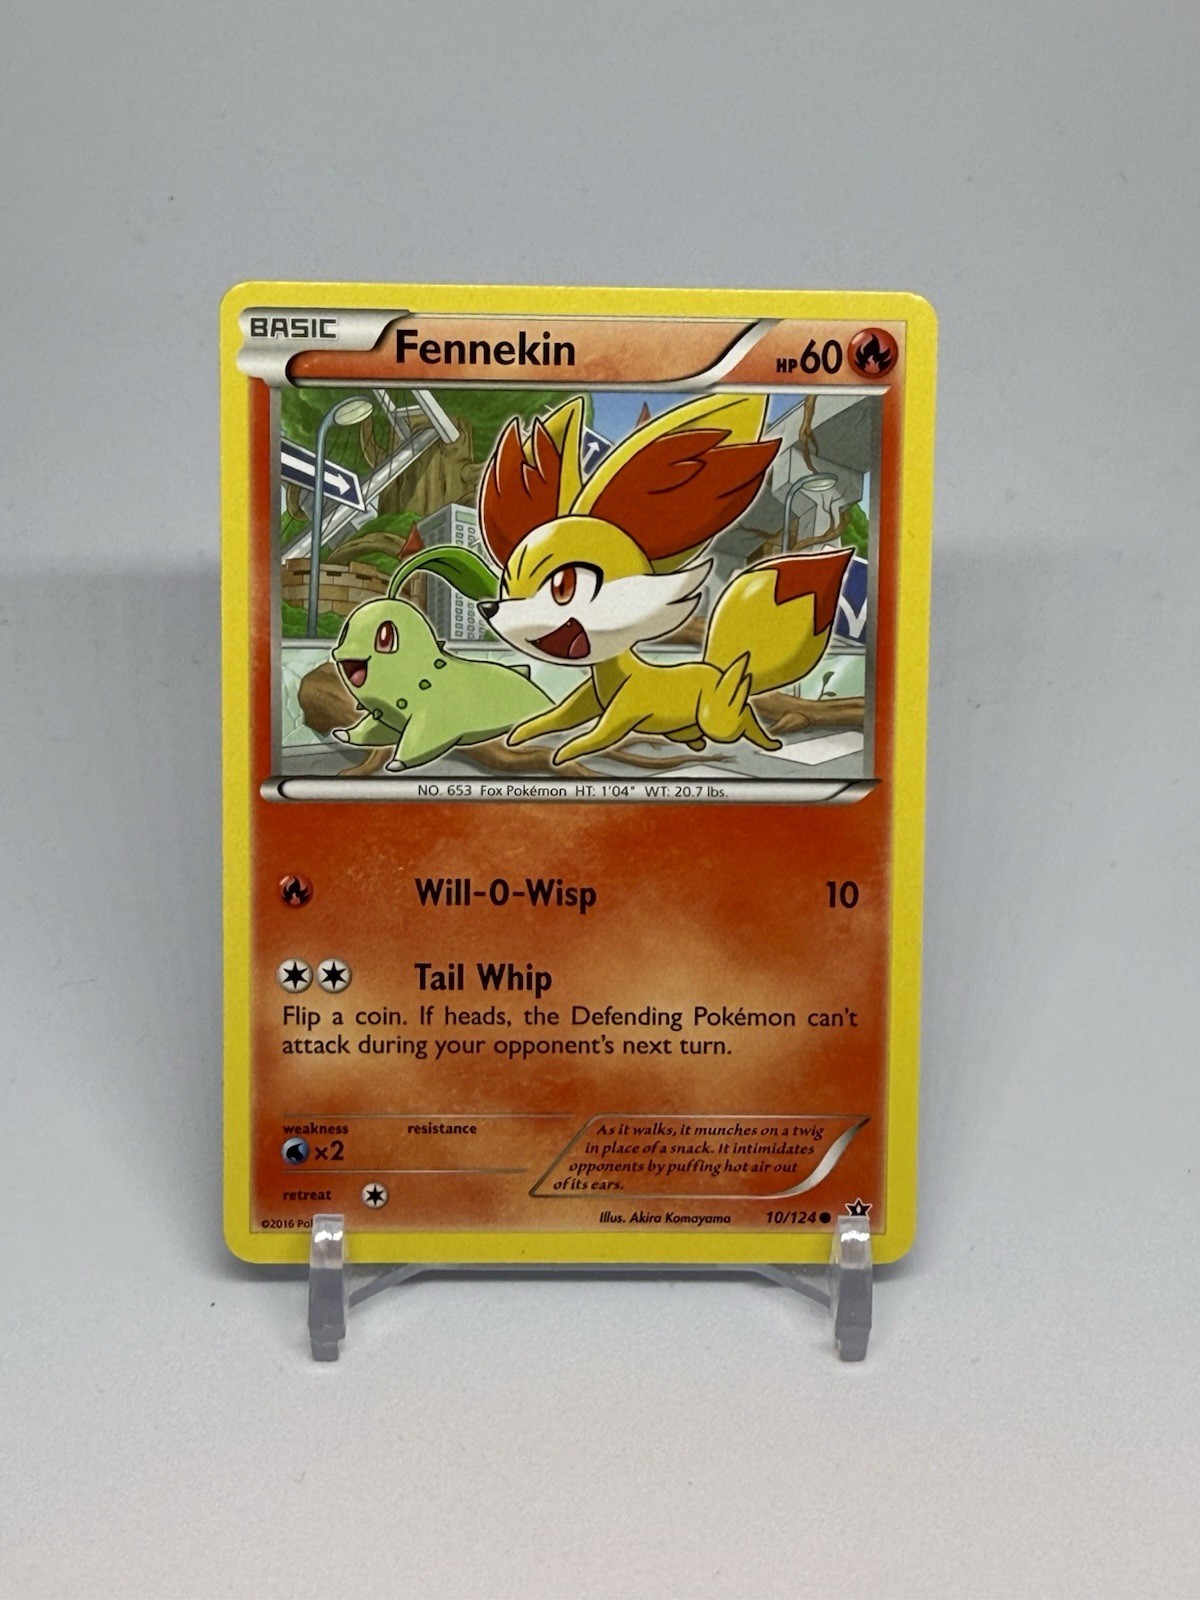 BASIC
Fennekin
HP60
NO. 653 Fox Pokémon HT: 1'04" WT: 20.7 lbs.
Will-O-Wisp 10
Tail Whip
Flip a coin. If heads, the Defending Pokémon can't
attack during your opponent's next turn.
weakness resistance
×2
retreat
As it walks, it munches on a twig
in place of a snack. It intimidates
opponents by puffing hot air out
of its ears.
©2016
Illus. Akira Komayama 10/124